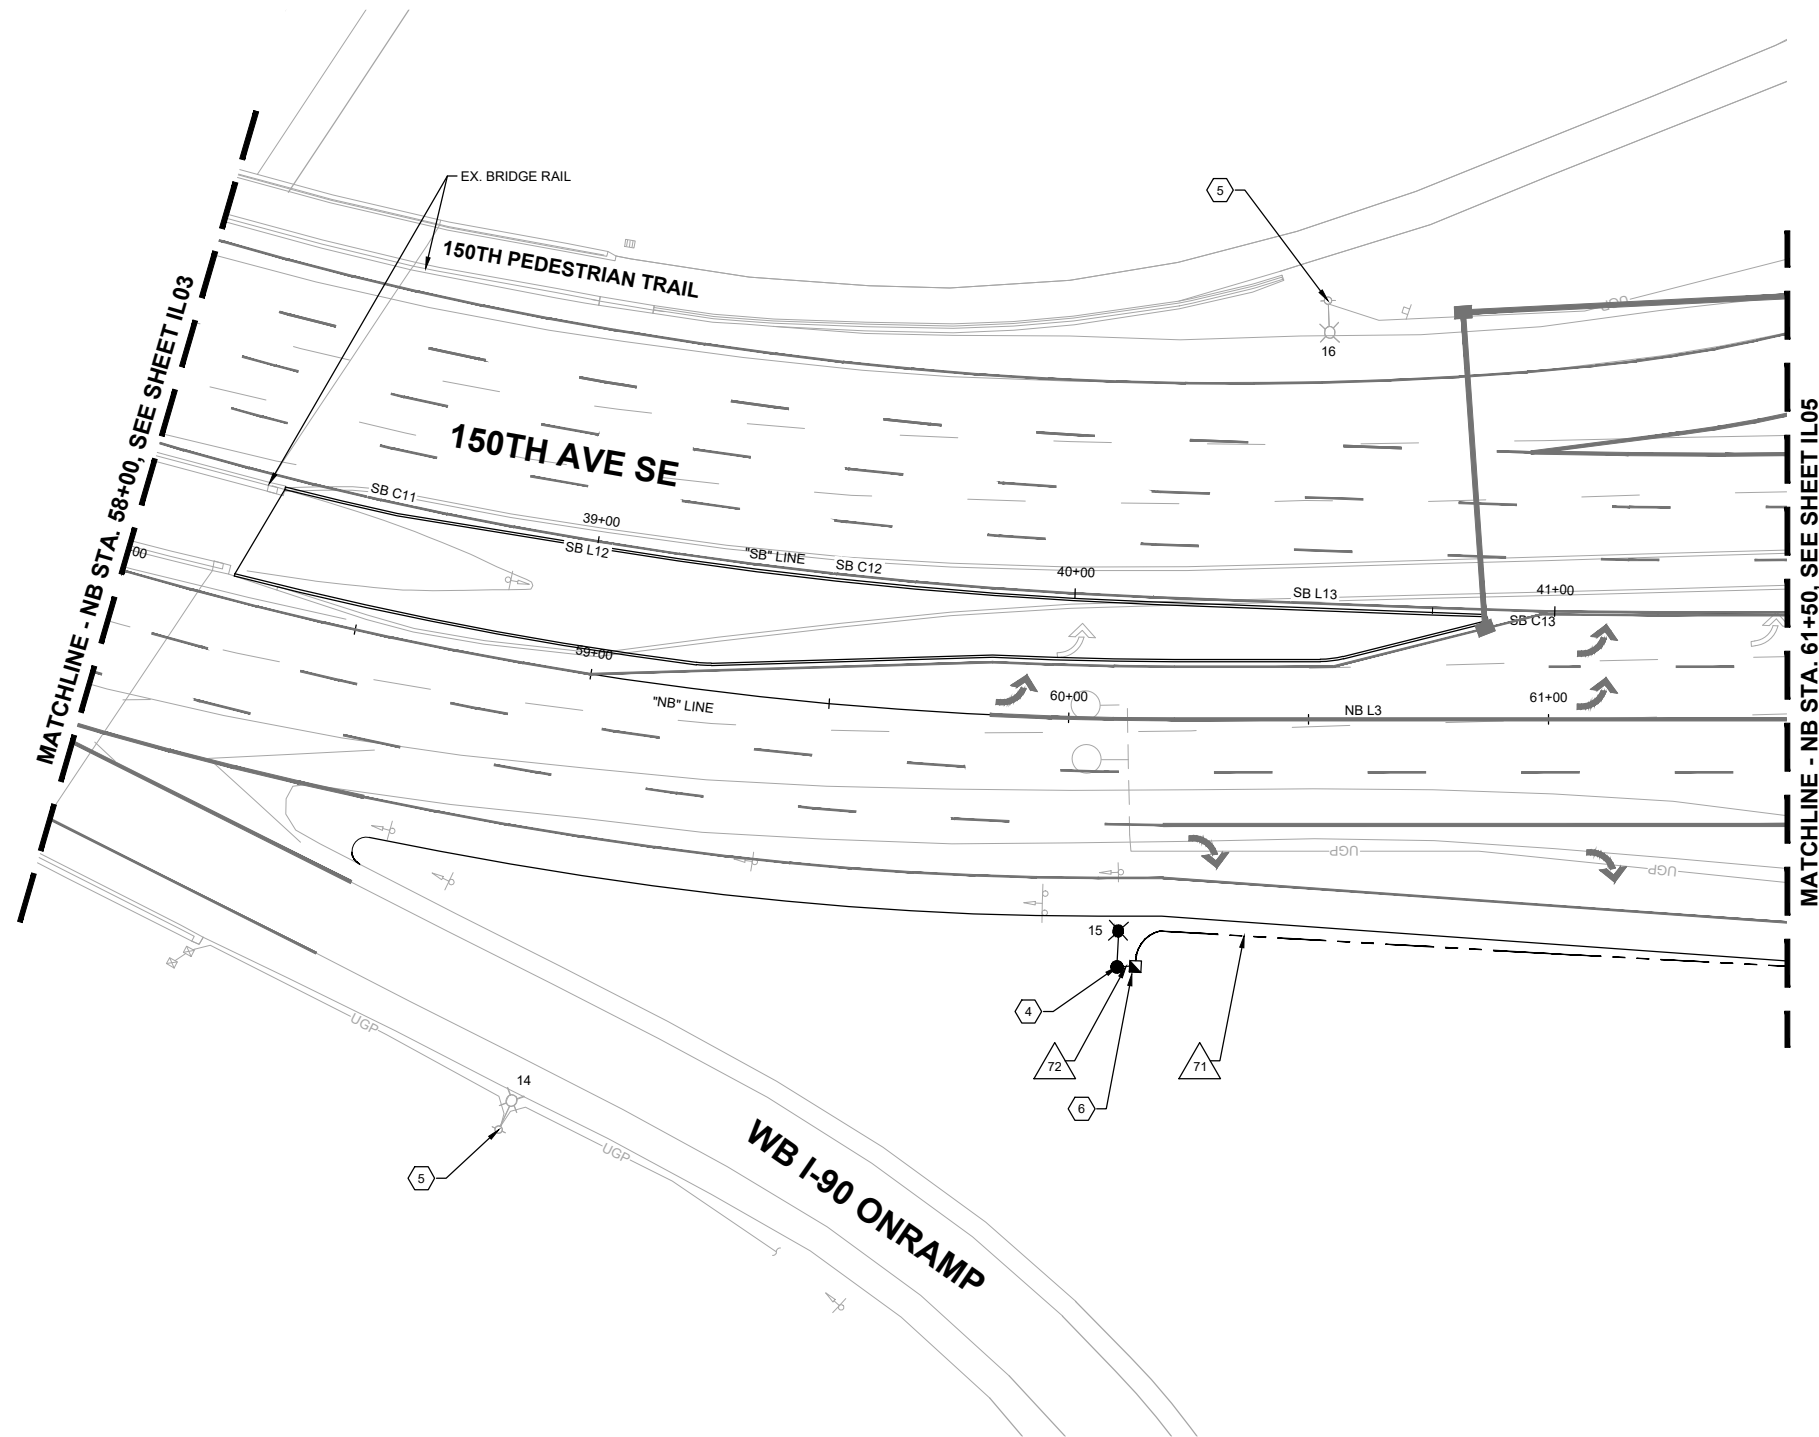 EX. BRIDGE RAIL
5
150TH PEDESTRIAN TRAIL
UGP
16
MATCHLINE - NB STA. 58+00, SEE SHEET IL03
150TH AVE SE
SB C11
39+00
SB L12
"SB" LINE
SB C12
40+00
SB L13
41+00
SB C13
00
59+00
"NB" LINE
60+00
NB L3
61+00
MATCHLINE - NB STA. 61+50, SEE SHEET IL05
UGP
UGP
15
4
72
71
6
UGP
14
UGP
5
WB I-90 ONRAMP